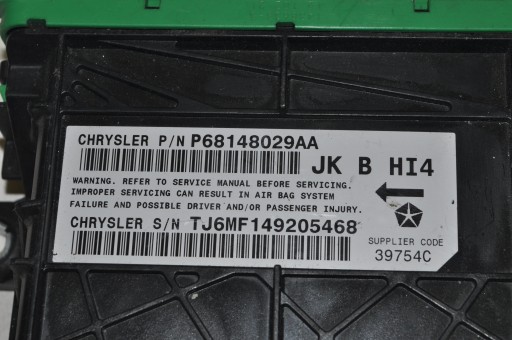 CHRYSLER P/N P68148029AA
JK B HI4
WARNING. REFER TO SERVICE MANUAL BEFORE SERVICING.
IMPROPER SERVICING CAN RESULT IN AIR BAG SYSTEM
FAILURE AND POSSIBLE DRIVER AND/OR PASSENGER INJURY.
CHRYSLER S/N TJ6MF149205468
SUPPLIER CODE
39754C